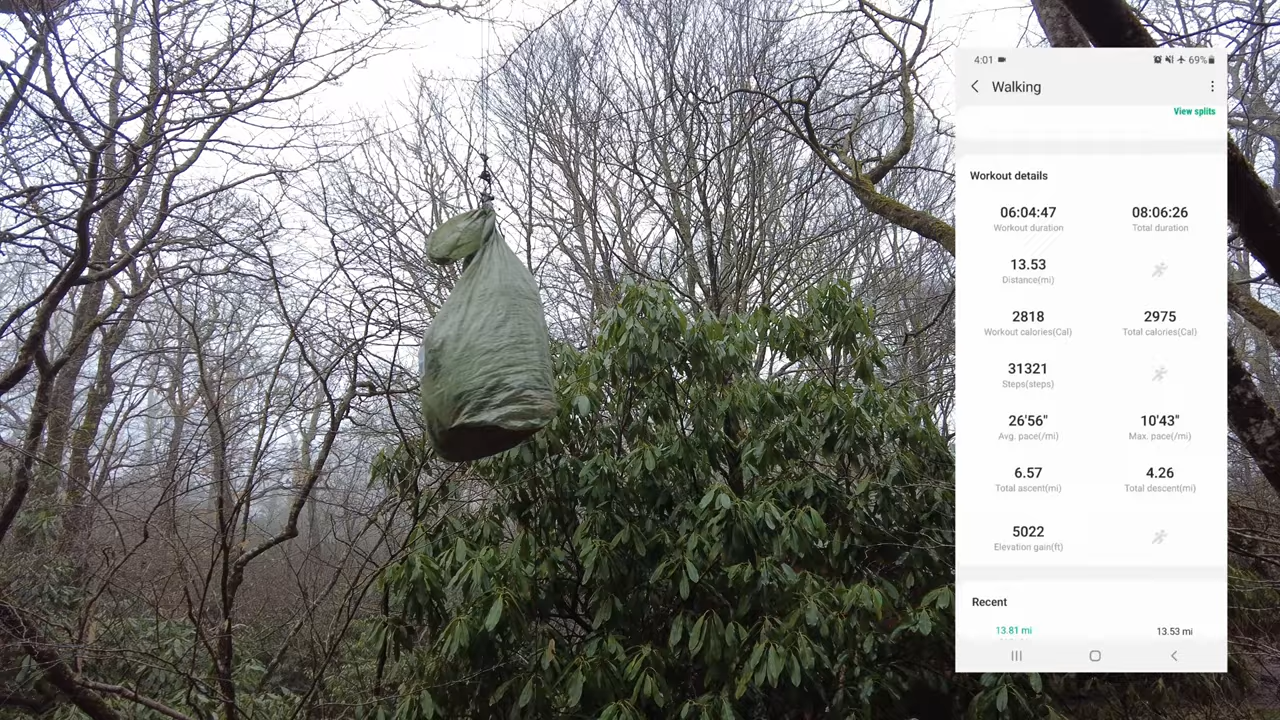 4:01 69%
Walking
View splits
Workout details
06:04:47 08:06:26
Workout duration Total duration
13.53
Distance(mi)
2818 2975
Workout calories(Cal) Total calories(Cal)
31321
Steps(steps)
26'56" 10'43"
Avg. pace(/mi) Max. pace(/mi)
6.57 4.26
Total ascent(mi) Total descent(mi)
5022
Elevation gain(ft)
Recent
13.81 mi 13.53 mi